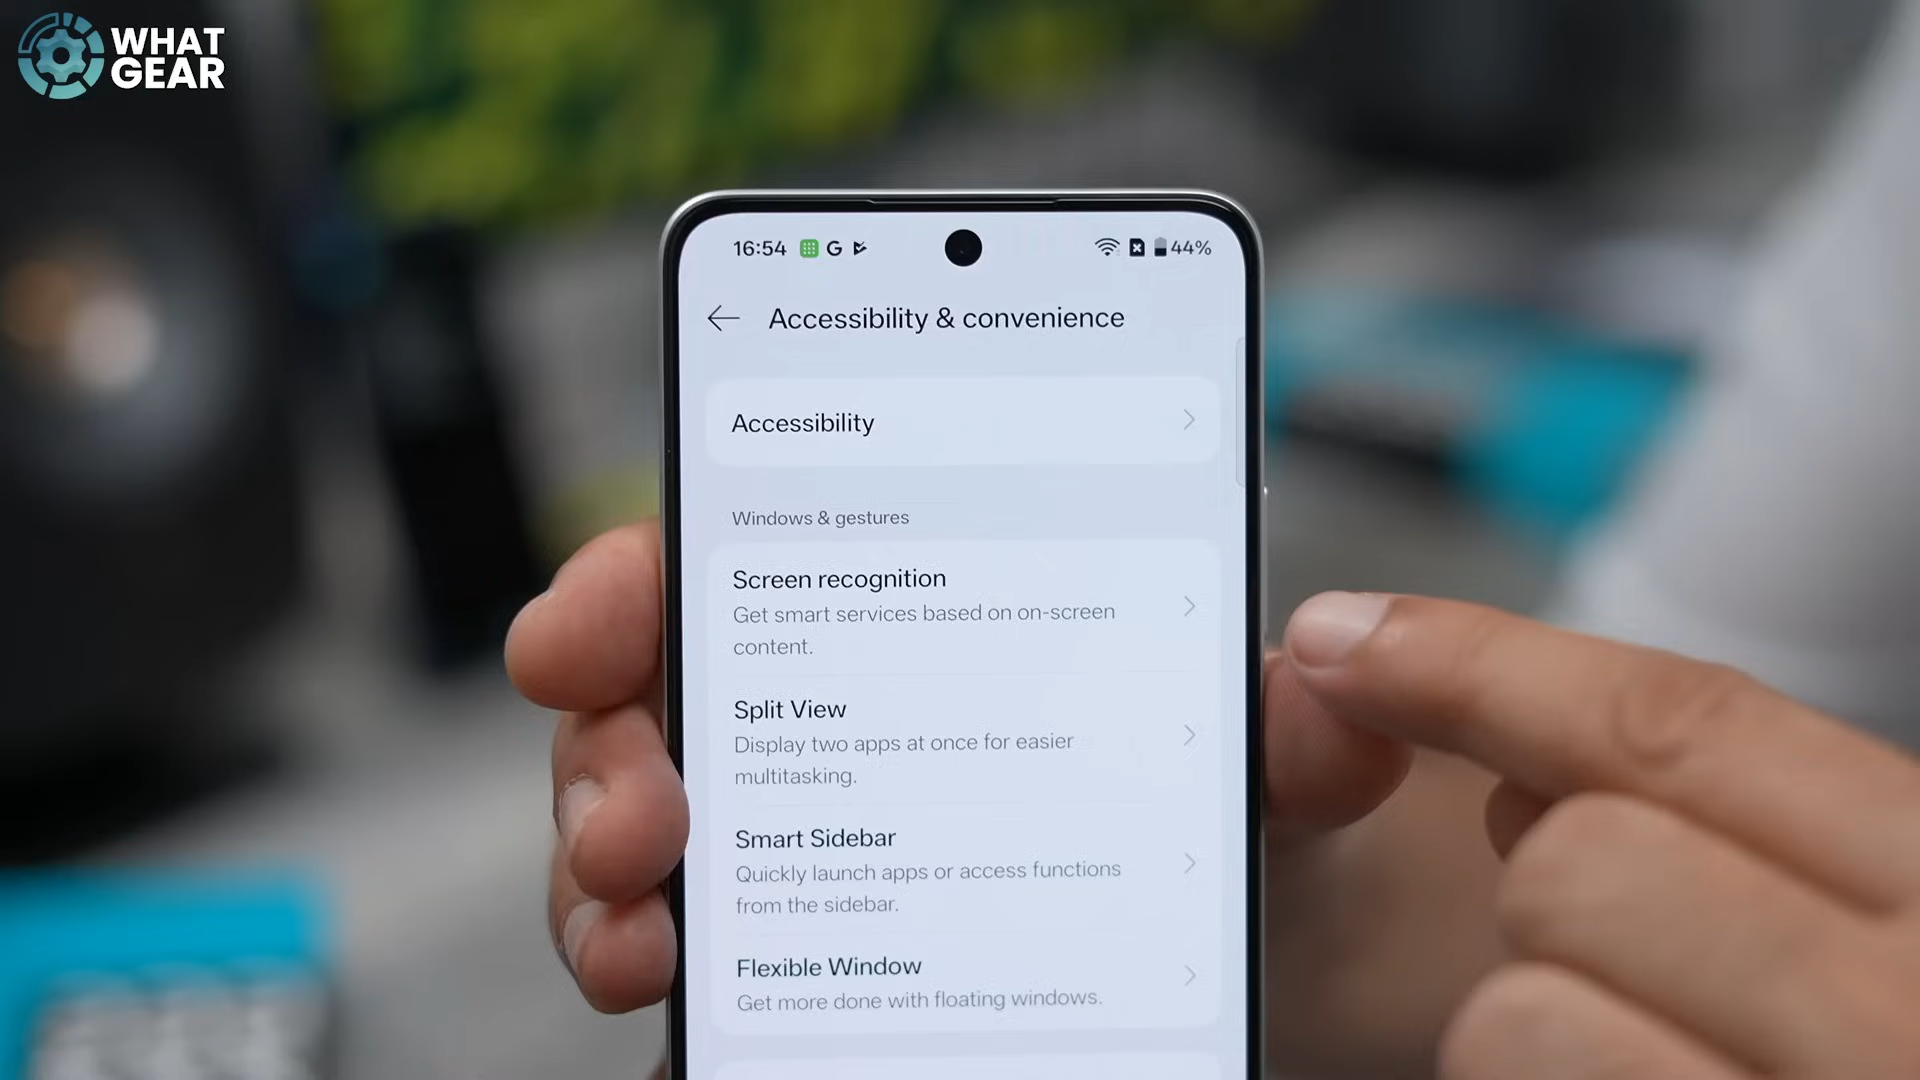 WHAT
GEAR
16:54
G
44%
Accessibility & convenience
Accessibility
Windows & gestures
Screen recognition
Get smart services based on on-screen
content.
Split View
Display two apps at once for easier
multitasking.
Smart Sidebar
Quickly launch apps or access functions
from the sidebar.
Flexible Window
Get more done with floating windows.